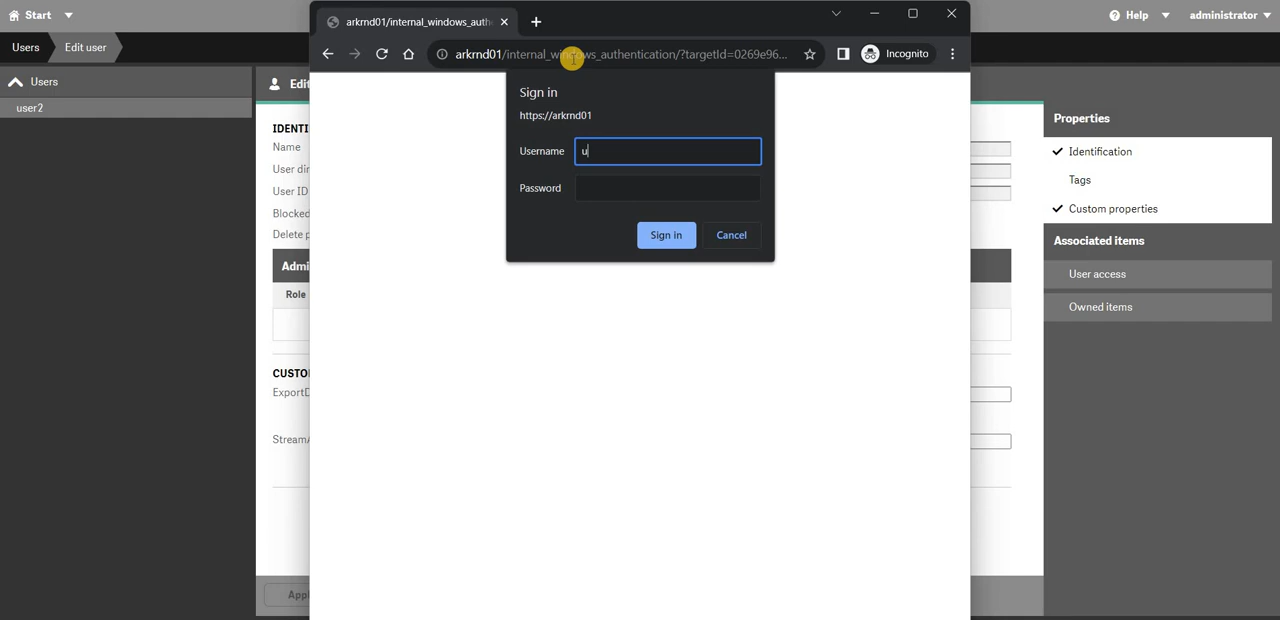 Start
Help
administrator
Users
Edit user
Users
user2
arkrnd01/internal_windows_auth
arkrnd01/internal_windows_authentication/?targetId=0269e96...
Incognito
Sign in
https://arkrnd01
Username
u
Password
Sign in
Cancel
Edit
IDENTI
Name
User dir
User ID
Blocked
Delete p
Admi
Role
CUSTO
ExportD
StreamA
Appl
Properties
Identification
Tags
Custom properties
Associated items
User access
Owned items